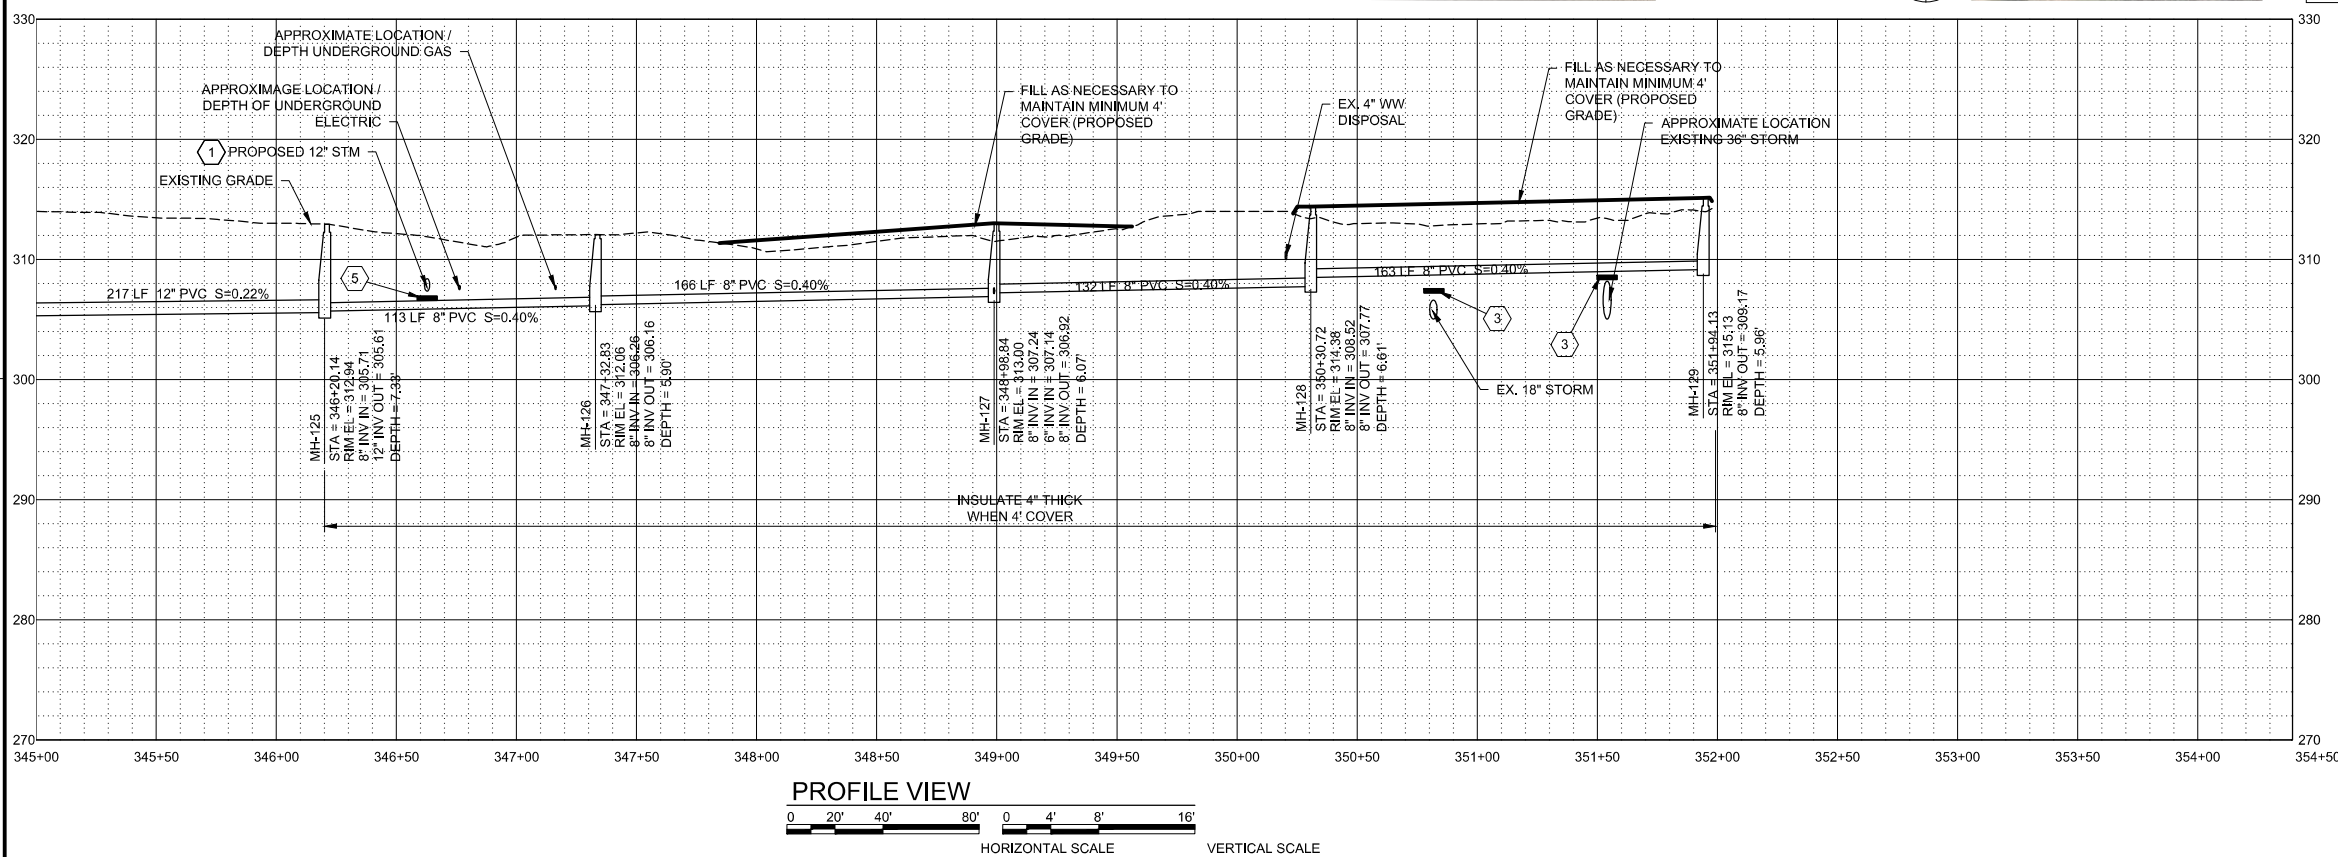 330
320
310
300
290
280
270
330
320
310
300
290
280
270
APPROXIMATE LOCATION /
DEPTH UNDERGROUND GAS
APPROXIMAGE LOCATION /
DEPTH OF UNDERGROUND
ELECTRIC
1
PROPOSED 12" STM
EXISTING GRADE
5
FILL AS NECESSARY TO
MAINTAIN MINIMUM 4'
COVER (PROPOSED
GRADE)
EX. 4" WW
DISPOSAL
FILL AS NECESSARY TO
MAINTAIN MINIMUM 4'
COVER (PROPOSED
GRADE)
APPROXIMATE LOCATION
EXISTING 36" STORM
217 LF 12" PVC S=0.22%
113 LF 8" PVC S=0.40%
166 LF 8" PVC S=0.40%
132 LF 8" PVC S=0.40%
163 LF 8" PVC S=0.40%
3
3
EX. 18" STORM
MH-125
STA = 346+20.14
RIM EL = 312.94
8" INV IN = 305.71
12" INV OUT = 305.61
DEPTH = 7.33'
MH-126
STA = 347+32.83
RIM EL = 312.06
8" INV IN = 306.26
8" INV OUT = 306.16
DEPTH = 5.90'
MH-127
STA = 348+98.84
RIM EL = 313.00
8" INV IN = 307.24
6" INV IN = 307.14
8" INV OUT = 306.92
DEPTH = 6.07'
MH-128
STA = 350+30.72
RIM EL = 314.38
8" INV IN = 308.52
8" INV OUT = 307.77
DEPTH = 6.61'
MH-129
STA = 351+94.13
RIM EL = 315.13
8" INV OUT = 309.17
DEPTH = 5.96'
INSULATE 4" THICK
WHEN 4' COVER
345+00 345+50 346+00 346+50 347+00 347+50 348+00 348+50 349+00 349+50 350+00 350+50 351+00 351+50 352+00 352+50 353+00 353+50 354+00 354+50
PROFILE VIEW
0 20' 40' 80' 0 4' 8' 16'
HORIZONTAL SCALE VERTICAL SCALE